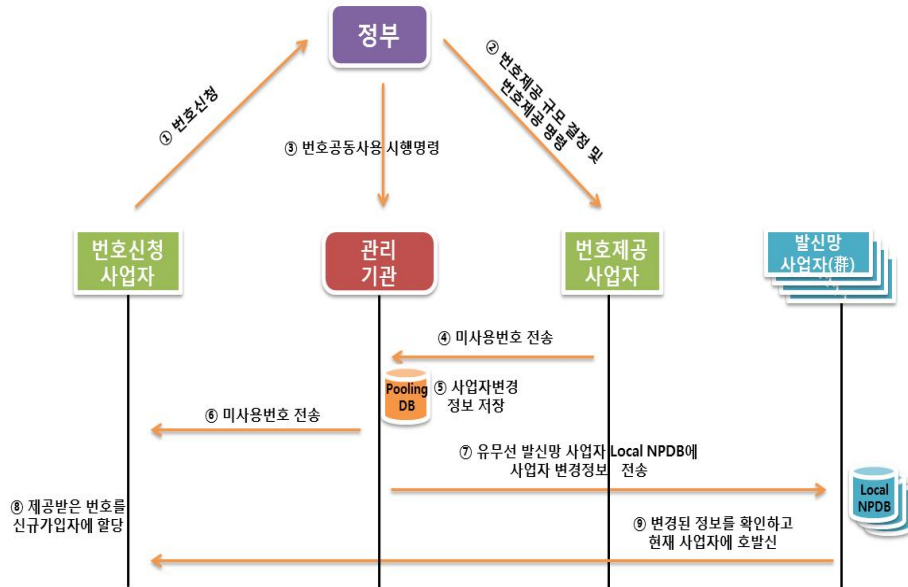 정부
① 번호신청
② 번호제공 규모 결정 및
번호제공 명령
③ 번호공동사용 시행명령
번호신청
사업자
관리
기관
번호제공
사업자
발신망
사업자(群)
④ 미사용번호 전송
Pooling
DB
⑤ 사업자변경
정보 저장
⑥ 미사용번호 전송
⑦ 유무선 발신망 사업자 Local NPDB에
사업자 변경정보 전송
Local
NPDB
⑧ 제공받은 번호를
신규가입자에 할당
⑨ 변경된 정보를 확인하고
현재 사업자에 호발신